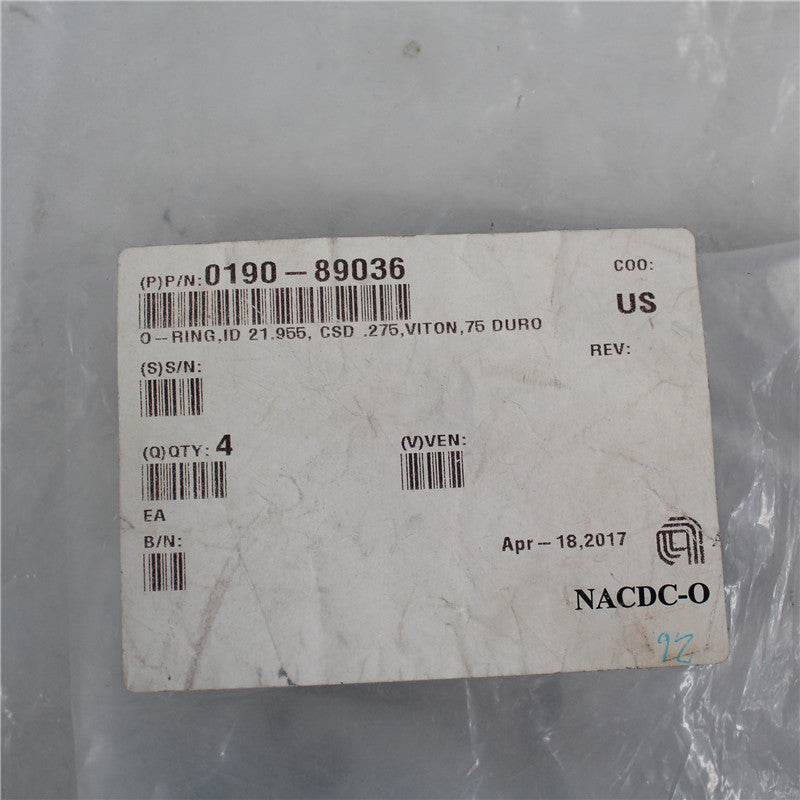 (P)P/N:0190-89036
COO:
US
O-RING,ID 21.955, CSD .275,VITON,75 DURO
REV:
(S)S/N:
(Q)QTY: 4
(V)VEN:
EA
B/N:
Apr-18,2017
NACDC-O